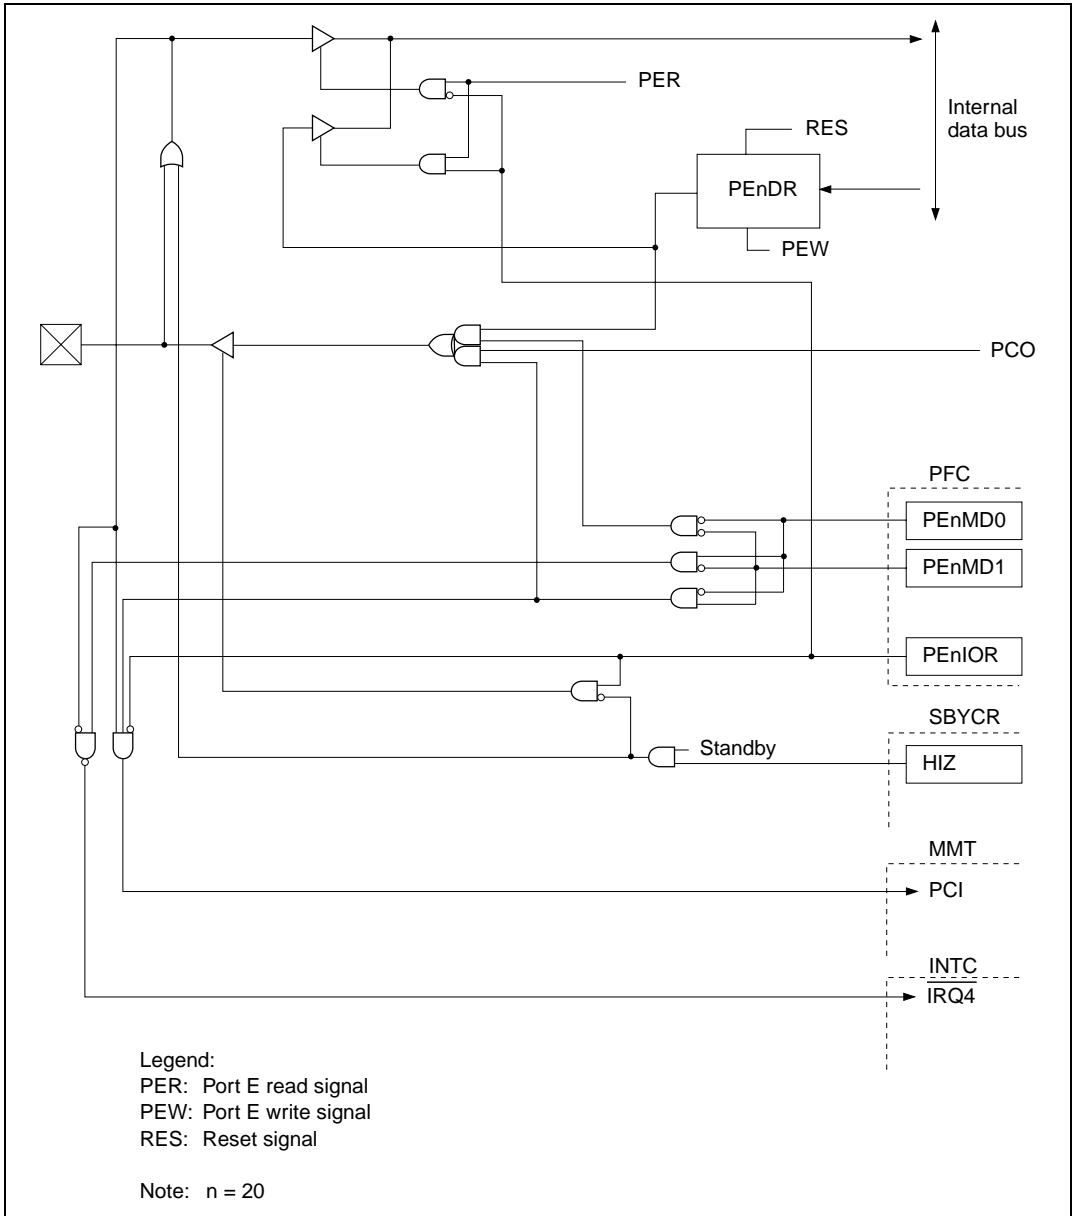 PER
Internal
data bus
RES
PEnDR
PEW
PCO
PFC
PEnMD0
PEnMD1
PEnIOR
SBYCR
Standby
HIZ
MMT
PCI
INTC
IRQ4
Legend:
PER: Port E read signal
PEW: Port E write signal
RES: Reset signal
Note: n = 20